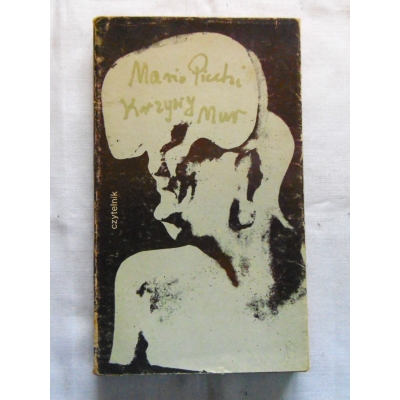 Mario Picchi
Krzywy
Mur
czytelnik